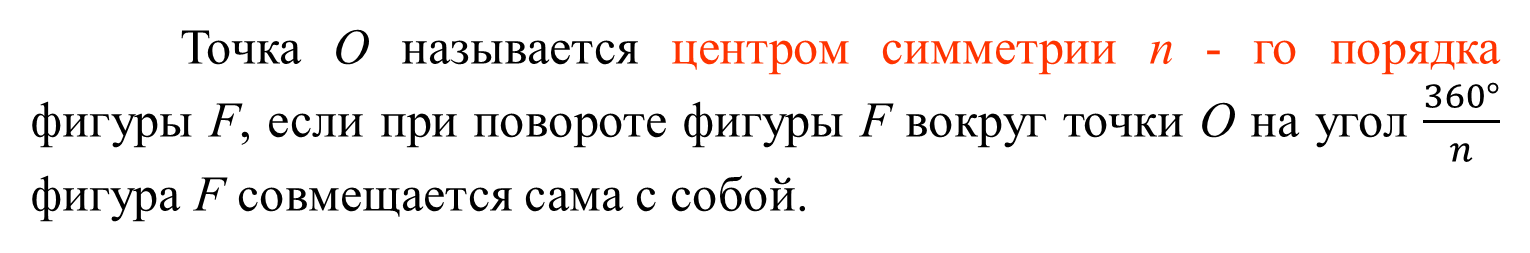 Точка O называется центром симметрии n - го порядка
фигуры F, если при повороте фигуры F вокруг точки O на угол 360°/n
фигура F совмещается сама с собой.